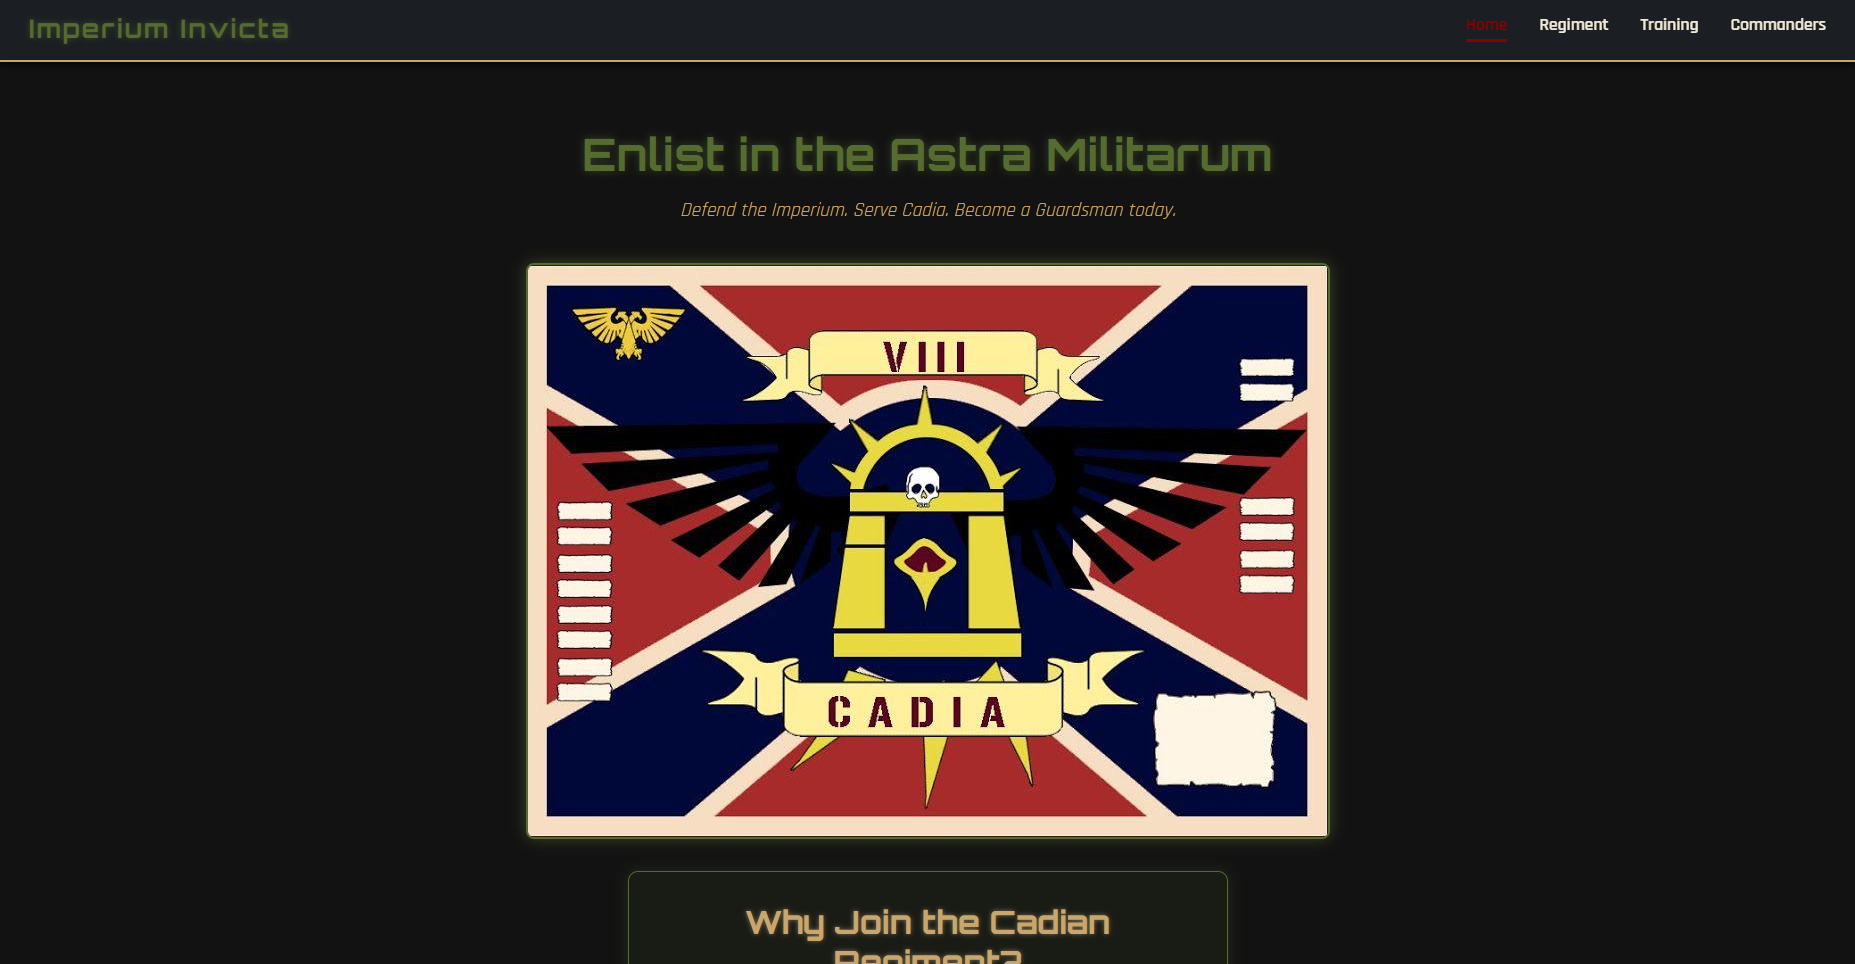 Imperium Invicta
Home Regiment Training Commanders
Enlist in the Astra Militarum
Defend the Imperium. Serve Cadia. Become a Guardsman today.
VIII
CADIA
Why Join the Cadian
Regiment?